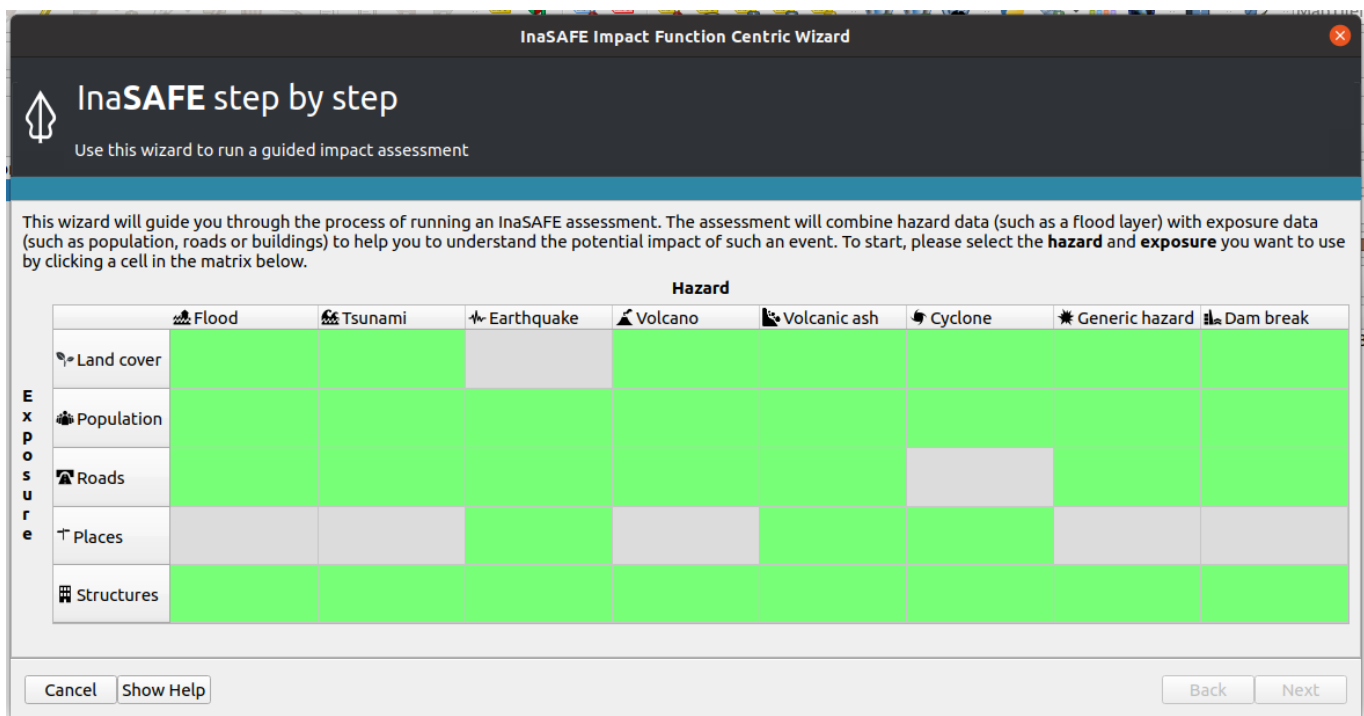 InaSAFE Impact Function Centric Wizard
InaSAFE step by step
Use this wizard to run a guided impact assessment
This wizard will guide you through the process of running an InaSAFE assessment. The assessment will combine hazard data (such as a flood layer) with exposure data
(such as population, roads or buildings) to help you to understand the potential impact of such an event. To start, please select the hazard and exposure you want to use
by clicking a cell in the matrix below.
Hazard
Flood Tsunami Earthquake Volcano Volcanic ash Cyclone Generic hazard Dam break
Exposure
Land cover
Population
Roads
Places
Structures
Cancel Show Help Back Next